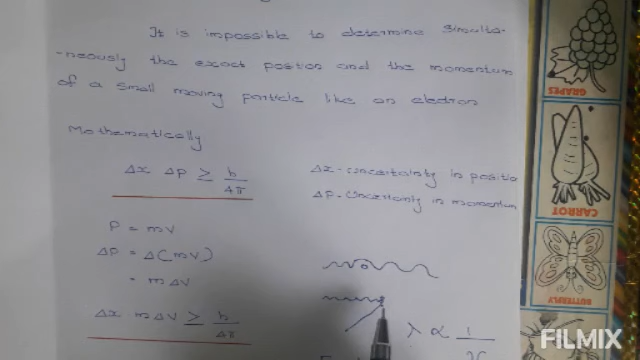 It is impossible to determine simulta-
-neously the exact postion and the momentum
of a small moving particle like an electron
Mathematically
Δx Δp ≥ h/4π
Δx - Uncertainty in positio
Δp - Uncertainty in momentum
P = mv
Δp = Δ(mv)
= mΔv
Δx mΔv ≥ h/4π
λ ∝ 1
GRAPES
CARROT
BUTTERFLY
FILMIX